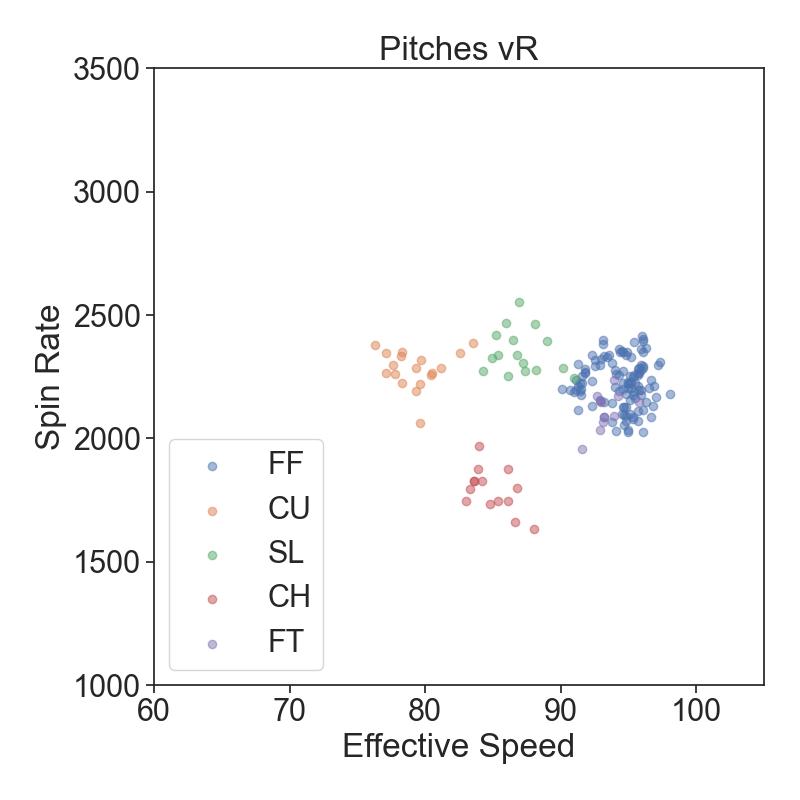 Pitches vR
3500
3000
2500
2000
1500
1000
Spin Rate
FF
CU
SL
CH
FT
60 70 80 90 100
Effective Speed